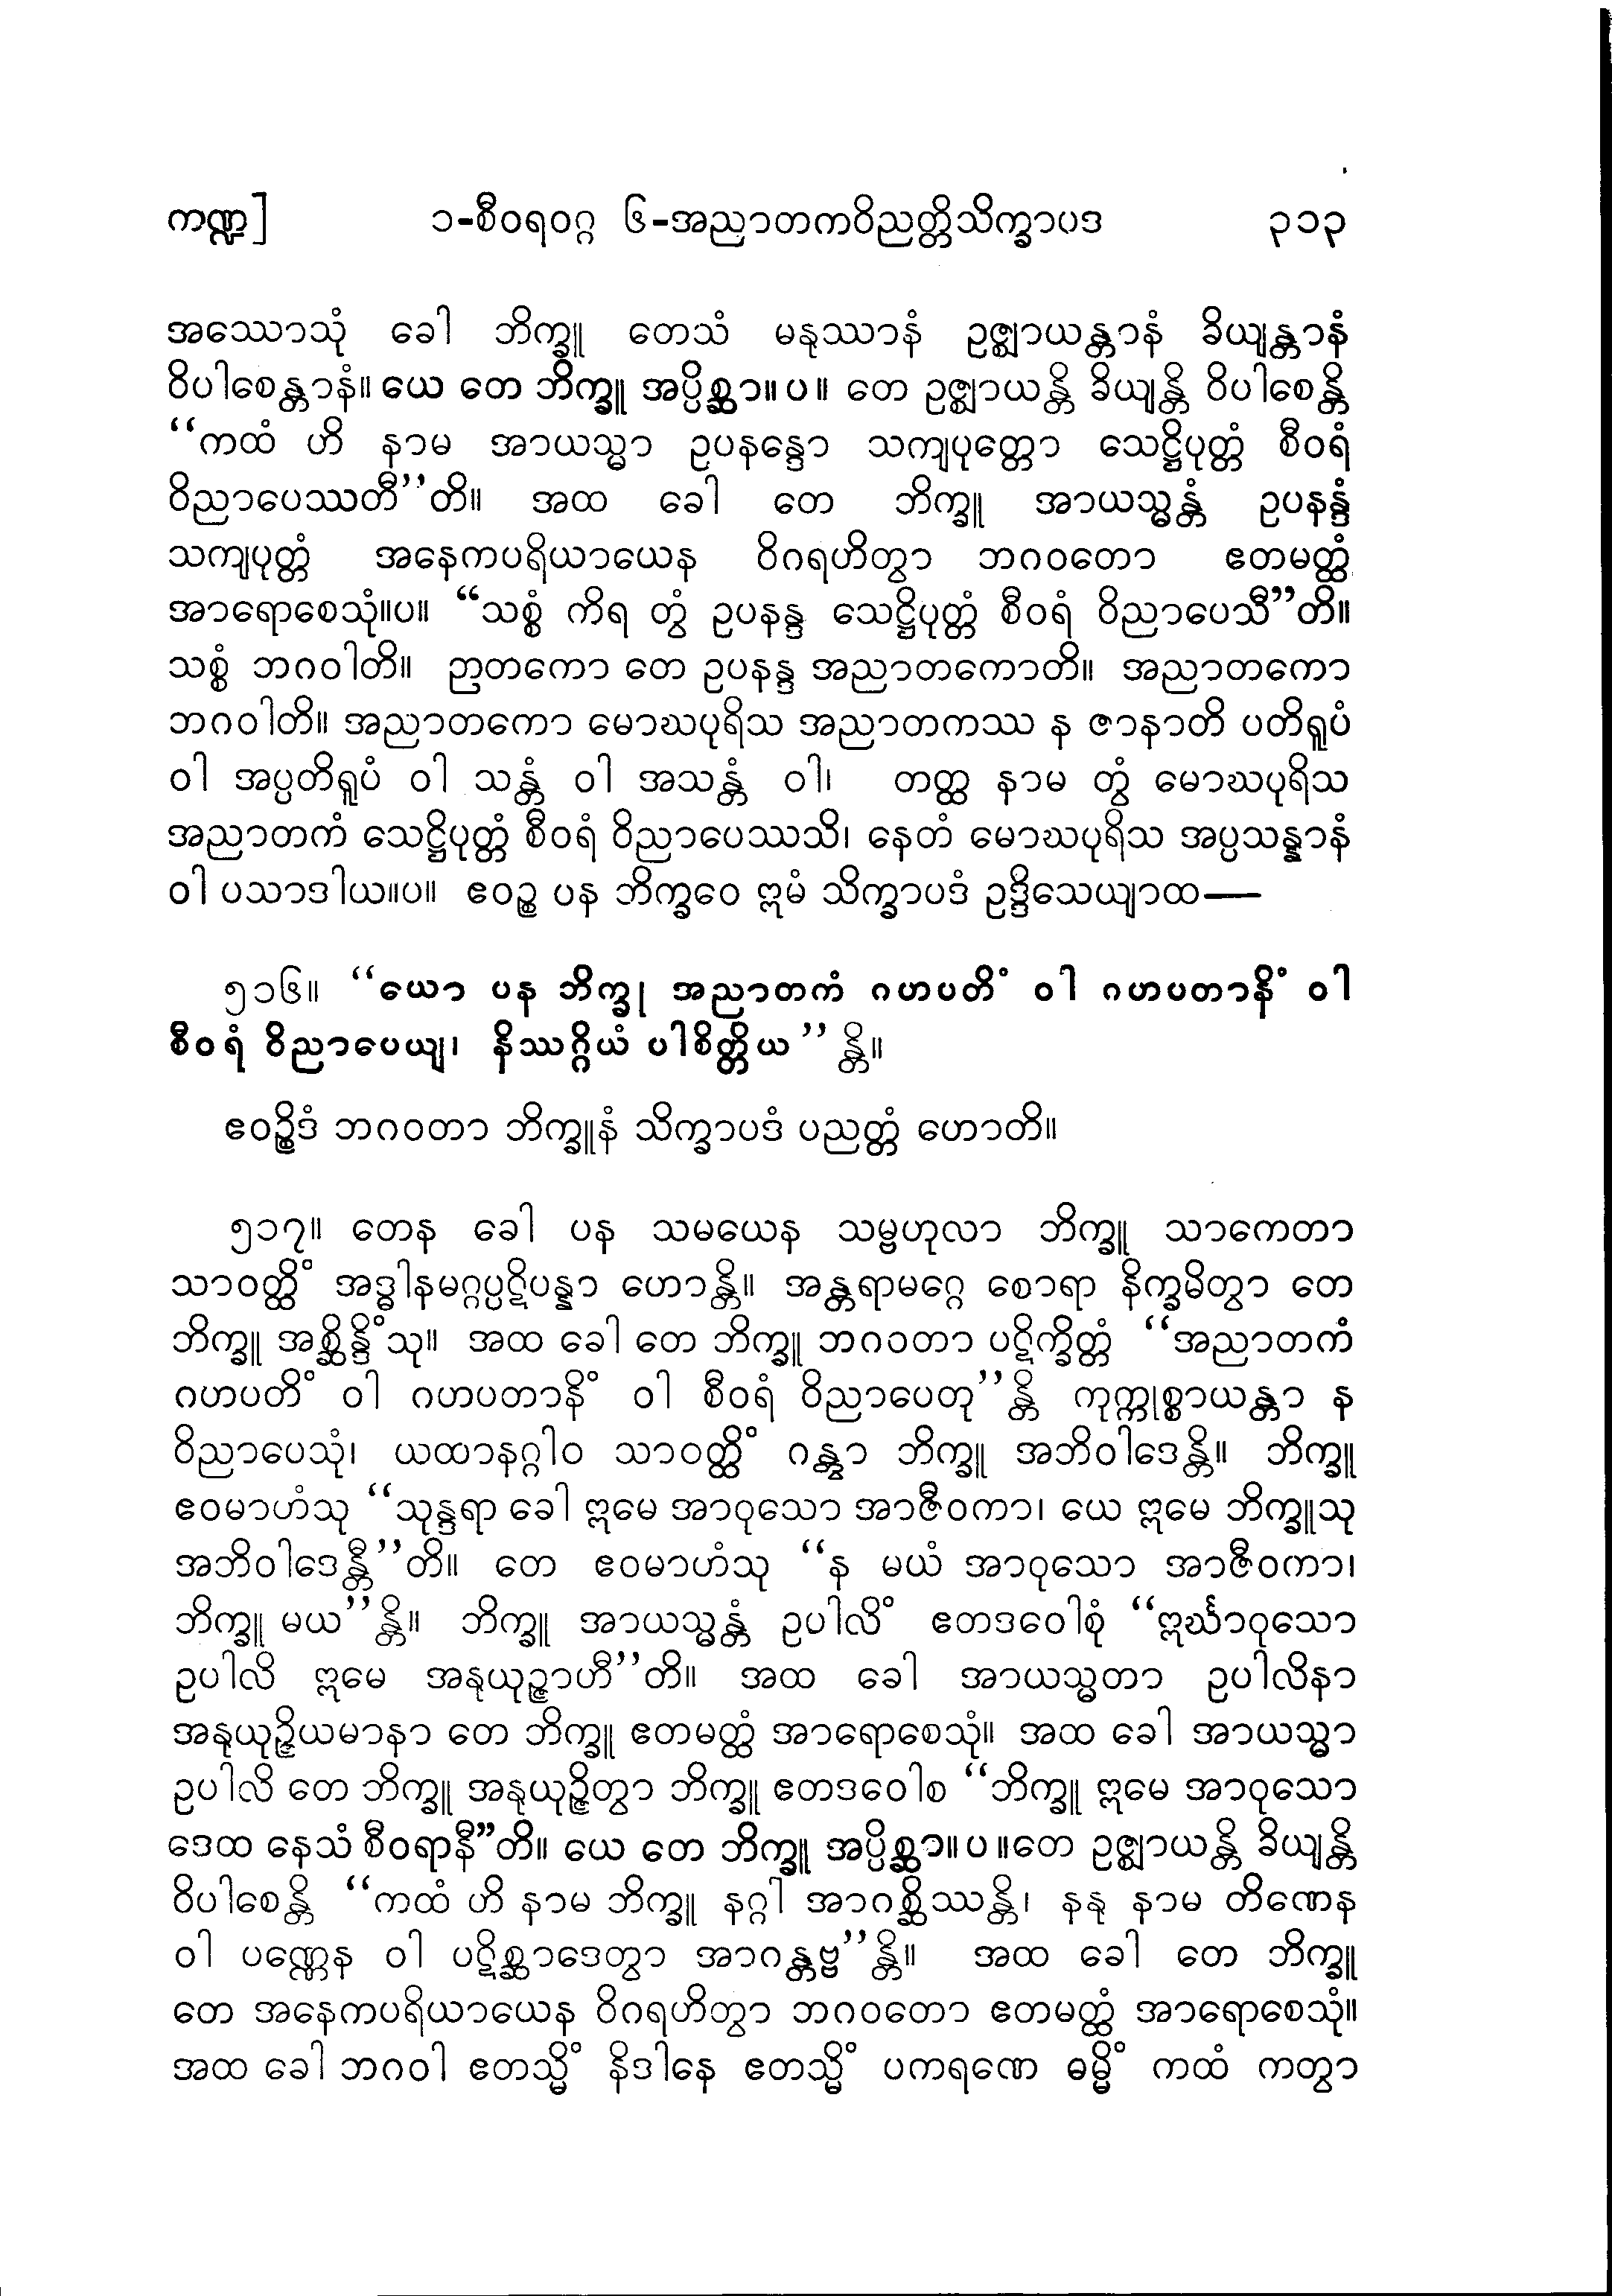 ကဏ္ဍ] ၁-စီဝရဝဂ္ဂ ၆-အညာတကဝိညတ္တိသိက္ခာပဒ ၃၁၃
အဿောသုံ ခေါ ဘိက္ခူ တေသံ မနုဿာနံ ဥဇ္ဈာယန္တာနံ ခိယျန္တာနံ
ဝိပါစေန္တာနံ။ ယေ တေ ဘိက္ခူ အပ္ပိစ္ဆာ။ပ။ တေ ဥဇ္ဈာယန္တိ ခိယျန္တိ ဝိပါစေန္တိ
“ကထံ ဟိ နာမ အာယသ္မာ ဥပနန္ဒော သကျပုတ္တော သေဋ္ဌိပုတ္တံ စီဝရံ
ဝိညာပေဿတီ”တိ။ အထ ခေါ တေ ဘိက္ခူ အာယသ္မန္တံ ဥပနန္ဒံ
သကျပုတ္တံ အနေကပရိယာယေန ဝိဂရဟိတွာ ဘဂဝတော ဧတမတ္ထံ
အာရောစေသုံ။ပ။ “သစ္စံ ကိရ တွံ ဥပနန္ဒ သေဋ္ဌိပုတ္တံ စီဝရံ ဝိညာပေသီ”တိ။
သစ္စံ ဘဂဝါတိ။ ဉာတကော တေ ဥပနန္ဒ အညာတကောတိ။ အညာတကော
ဘဂဝါတိ။ အညာတကော မောဃပုရိသ အညာတကဿ န ဇာနာတိ ပတိရူပံ
ဝါ အပ္ပတိရူပံ ဝါ သန္တံ ဝါ အသန္တံ ဝါ၊ တတ္ထ နာမ တွံ မောဃပုရိသ
အညာတကံ သေဋ္ဌိပုတ္တံ စီဝရံ ဝိညာပေဿသိ၊ နေတံ မောဃပုရိသ အပ္ပသန္နာနံ
ဝါ ပသာဒါယ။ပ။ ဧဝဉ္စ ပန ဘိက္ခဝေ ဣမံ သိက္ခာပဒံ ဥဒ္ဒိသေယျာထ—
၅၁၆။ “ယော ပန ဘိက္ခု အညာတကံ ဂဟပတိံ ဝါ ဂဟပတာနိံ ဝါ
စီဝရံ ဝိညာပေယျ၊ နိဿဂ္ဂိယံ ပါစိတ္တိယ”န္တိ။
ဧဝဉ္စိဒံ ဘဂဝတာ ဘိက္ခူနံ သိက္ခာပဒံ ပညတ္တံ ဟောတိ။
၅၁၇။ တေန ခေါ ပန သမယေန သမ္ဗဟုလာ ဘိက္ခူ သာကေတာ
သာဝတ္ထိံ အဒ္ဓါနမဂ္ဂပ္ပဋိပန္နာ ဟောန္တိ။ အန္တရာမဂ္ဂေ စောရာ နိက္ခမိတွာ တေ
ဘိက္ခူ အစ္ဆိန္ဒိံသု။ အထ ခေါ တေ ဘိက္ခူ ဘဂဝတာ ပဋိက္ခိတ္တံ “အညာတကံ
ဂဟပတိံ ဝါ ဂဟပတာနိံ ဝါ စီဝရံ ဝိညာပေတု”န္တိ ကုက္ကုစ္စာယန္တာ န
ဝိညာပေသုံ၊ ယထာနဂ္ဂါဝ သာဝတ္ထိံ ဂန္တွာ ဘိက္ခူ အဘိဝါဒေန္တိ။ ဘိက္ခူ
ဧဝမာဟံသု “သုန္ဒရာ ခေါ ဣမေ အာဝုသော အာဇီဝကာ၊ ယေ ဣမေ ဘိက္ခူသု
အဘိဝါဒေန္တီ”တိ။ တေ ဧဝမာဟံသု “န မယံ အာဝုသော အာဇီဝကာ၊
ဘိက္ခူ မယ”န္တိ။ ဘိက္ခူ အာယသ္မန္တံ ဥပါလိံ ဧတဒဝေါစုံ “ဣင်္ဃာဝုသော
ဥပါလိ ဣမေ အနုယုဉ္ဇာဟီ”တိ။ အထ ခေါ အာယသ္မတာ ဥပါလိနာ
အနုယုဉ္ဇိယမာနာ တေ ဘိက္ခူ ဧတမတ္ထံ အာရောစေသုံ။ အထ ခေါ အာယသ္မာ
ဥပါလိ တေ ဘိက္ခူ အနုယုဉ္ဇိတွာ ဘိက္ခူ ဧတဒဝေါစ “ဘိက္ခူ ဣမေ အာဝုသော
ဒေထ နေသံ စီဝရာနီ”တိ။ ယေ တေ ဘိက္ခူ အပ္ပိစ္ဆာ။ပ။တေ ဥဇ္ဈာယန္တိ ခိယျန္တိ
ဝိပါစေန္တိ “ကထံ ဟိ နာမ ဘိက္ခူ နဂ္ဂါ အာဂစ္ဆိဿန္တိ၊ နနု နာမ တိဏေန
ဝါ ပဏ္ဏေန ဝါ ပဋိစ္ဆာဒေတွာ အာဂန္တဗ္ဗ”န္တိ။ အထ ခေါ တေ ဘိက္ခူ
တေ အနေကပရိယာယေန ဝိဂရဟိတွာ ဘဂဝတော ဧတမတ္ထံ အာရောစေသုံ။
အထ ခေါ ဘဂဝါ ဧတသ္မိံ နိဒါနေ ဧတသ္မိံ ပကရဏေ ဓမ္မိံ ကထံ ကတွာ